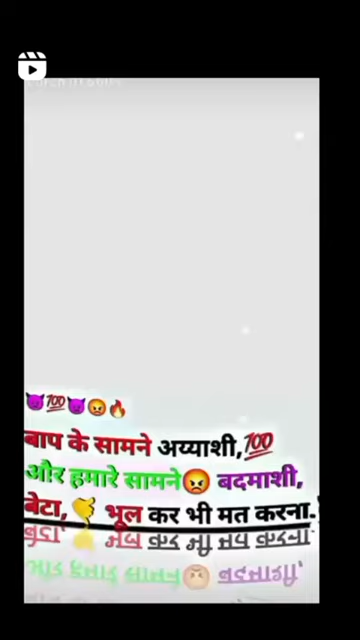 😈💯😈😡🔥
बाप के सामने अय्याशी,💯
और हमारे सामने😡 बदमाशी,
बेटा,🤙 भूल कर भी मत करना.